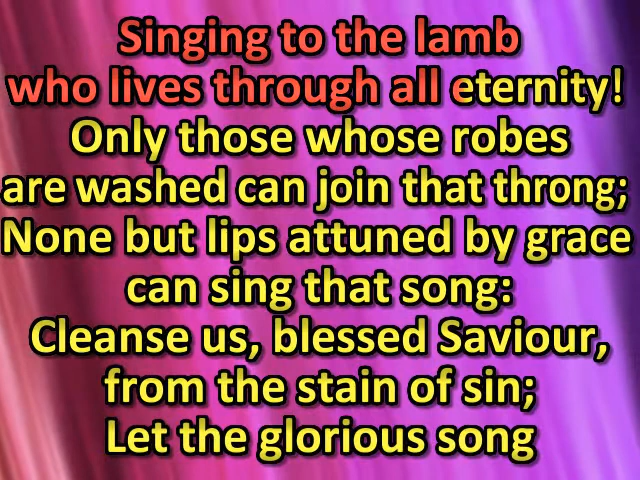 Singing to the lamb
who lives through all eternity!
Only those whose robes
are washed can join that throng;
None but lips attuned by grace
can sing that song:
Cleanse us, blessed Saviour,
from the stain of sin;
Let the glorious song